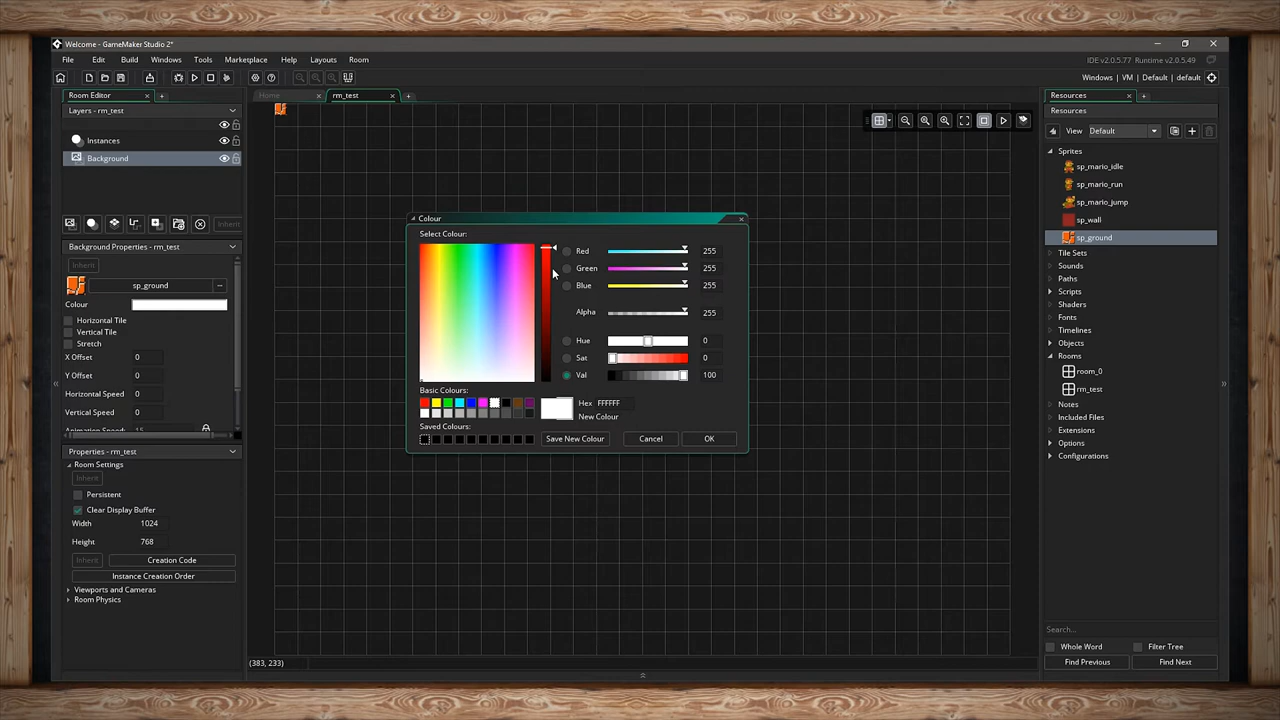 Welcome - GameMaker Studio 2*
File Edit Build Windows Tools Marketplace Help Layouts Room
IDE v2.0.5.77 Runtime v2.0.5.49
Windows | VM | Default | default
Room Editor
Home
rm_test
Layers - rm_test
Instances
Background
Inherit
Background Properties - rm_test
Inherit
sp_ground
Colour
Horizontal Tile
Vertical Tile
Stretch
X Offset 0
Y Offset 0
Horizontal Speed 0
Vertical Speed 0
Animation Speed 15
Properties - rm_test
Room Settings
Inherit
Persistent
Clear Display Buffer
Width 1024
Height 768
Inherit Creation Code
Instance Creation Order
Viewports and Cameras
Room Physics
Colour
Select Colour:
Red 255
Green 255
Blue 255
Alpha 255
Hue 0
Sat 0
Val 100
Basic Colours:
Hex FFFFFF
New Colour
Saved Colours:
Save New Colour Cancel OK
(383, 233)
Resources
Resources
View Default
Sprites
sp_mario_idle
sp_mario_run
sp_mario_jump
sp_wall
sp_ground
Tile Sets
Sounds
Paths
Scripts
Shaders
Fonts
Timelines
Objects
Rooms
room_0
rm_test
Notes
Included Files
Extensions
Options
Configurations
Search...
Whole Word Filter Tree
Find Previous Find Next